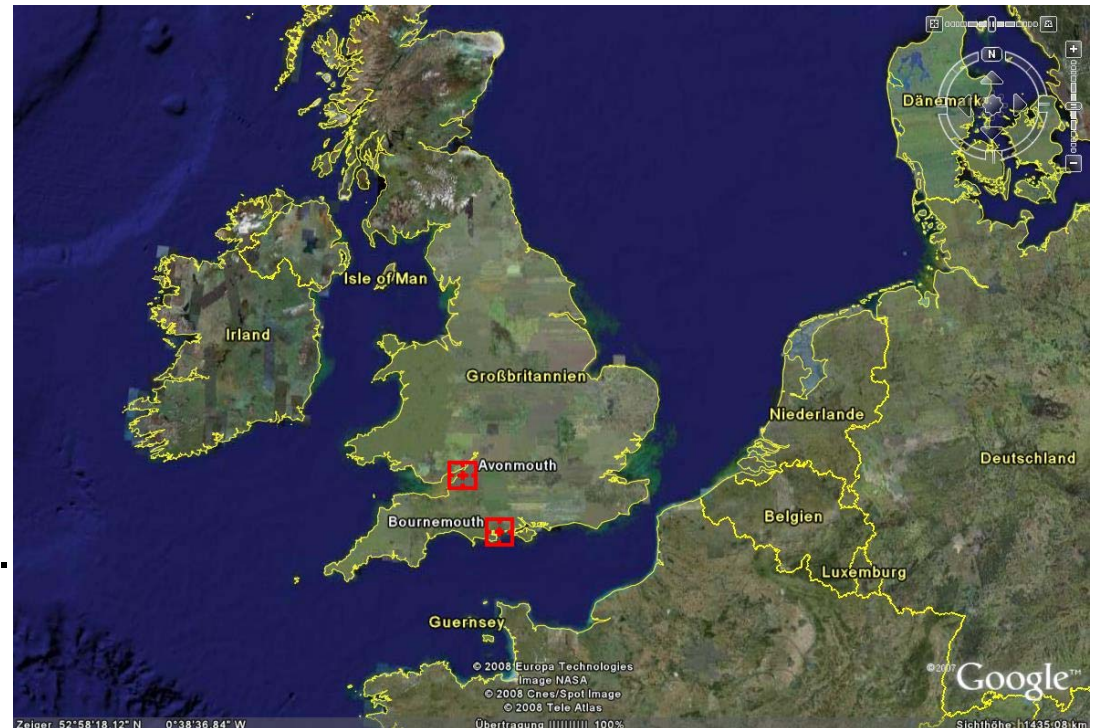 N
Dänemark
Isle of Man
Irland
Großbritannien
Niederlande
Deutschland
Avonmouth
Bournemouth
Belgien
Luxemburg
Guernsey
© 2008 Europa Technologies
Image NASA
© 2008 Cnes/Spot Image
© 2008 Tele Atlas
©2007 Google™
Zeiger 52°58'18.12" N 0°38'36.84" W Übertragung |||||||||| 100% Sichthöhe 1435.08 km